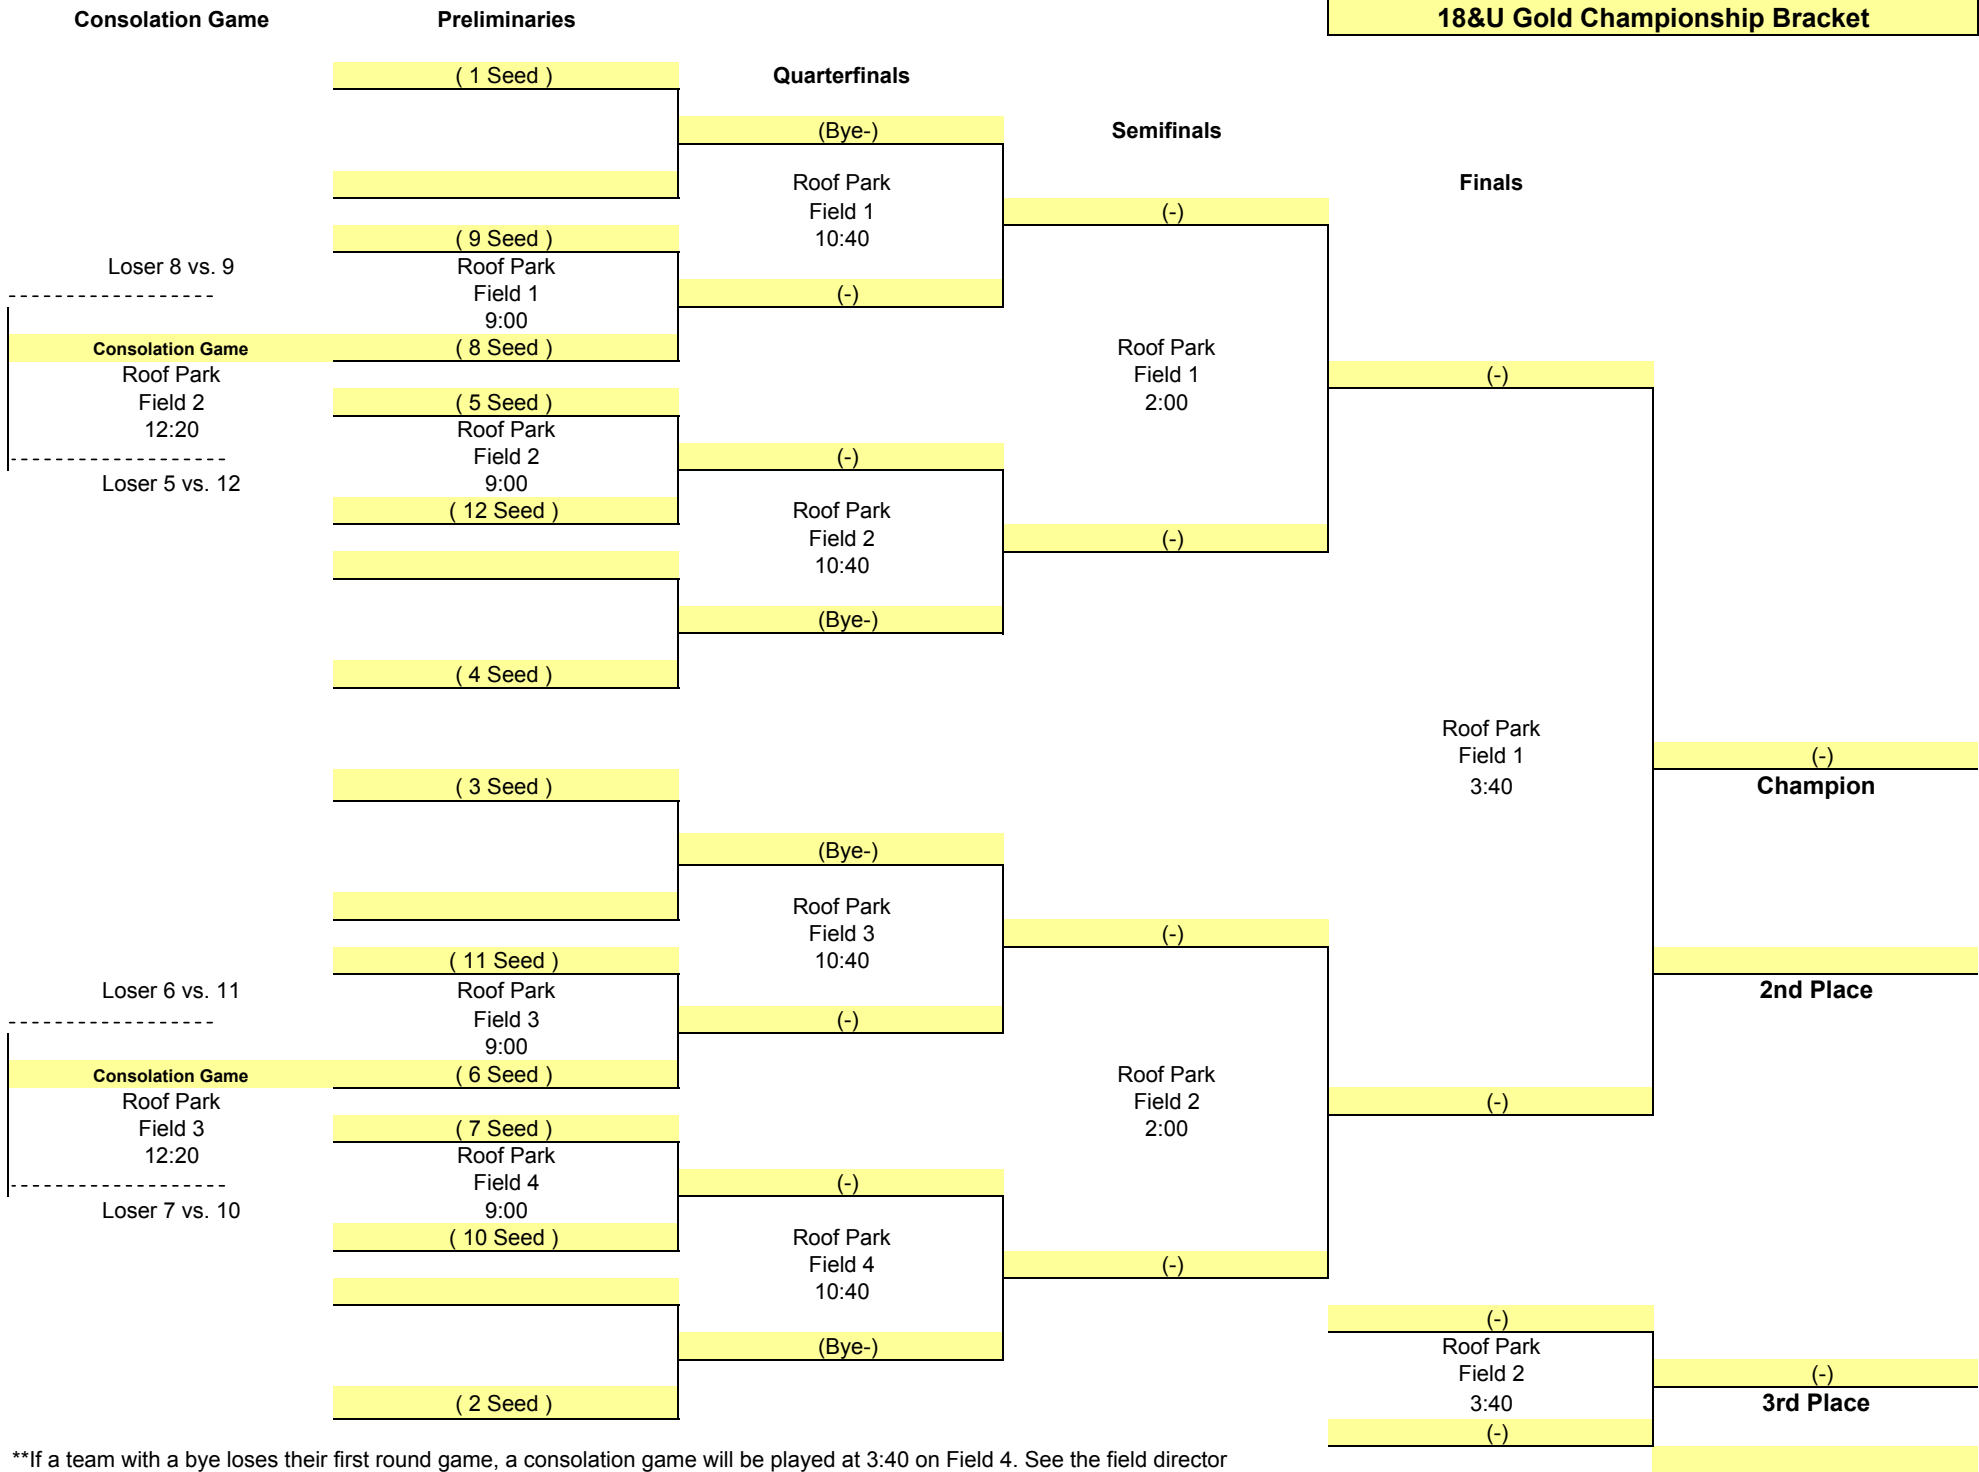 Consolation Game
Preliminaries
18&U Gold Championship Bracket
( 1 Seed )
Quarterfinals
(Bye-)
Semifinals
Roof Park
Field 1
10:40
Finals
(-)
( 9 Seed )
Loser 8 vs. 9
Roof Park
Field 1
9:00
(-)
- - - - - - - - - - - - - - - - - -
Consolation Game
( 8 Seed )
Roof Park
Field 1
2:00
Roof Park
Field 2
12:20
(-)
( 5 Seed )
Roof Park
Field 2
9:00
(-)
- - - - - - - - - - - - - - - - - - -
Loser 5 vs. 12
( 12 Seed )
Roof Park
Field 2
10:40
(-)
(Bye-)
( 4 Seed )
Roof Park
Field 1
3:40
(-)
Champion
( 3 Seed )
(Bye-)
Roof Park
Field 3
10:40
(-)
( 11 Seed )
2nd Place
Loser 6 vs. 11
Roof Park
Field 3
9:00
(-)
- - - - - - - - - - - - - - - - - -
Consolation Game
( 6 Seed )
Roof Park
Field 2
2:00
Roof Park
Field 3
12:20
(-)
( 7 Seed )
Roof Park
Field 4
9:00
(-)
- - - - - - - - - - - - - - - - - - -
Loser 7 vs. 10
( 10 Seed )
Roof Park
Field 4
10:40
(-)
(-)
(Bye-)
Roof Park
Field 2
3:40
(-)
3rd Place
( 2 Seed )
(-)
**If a team with a bye loses their first round game, a consolation game will be played at 3:40 on Field 4. See the field director